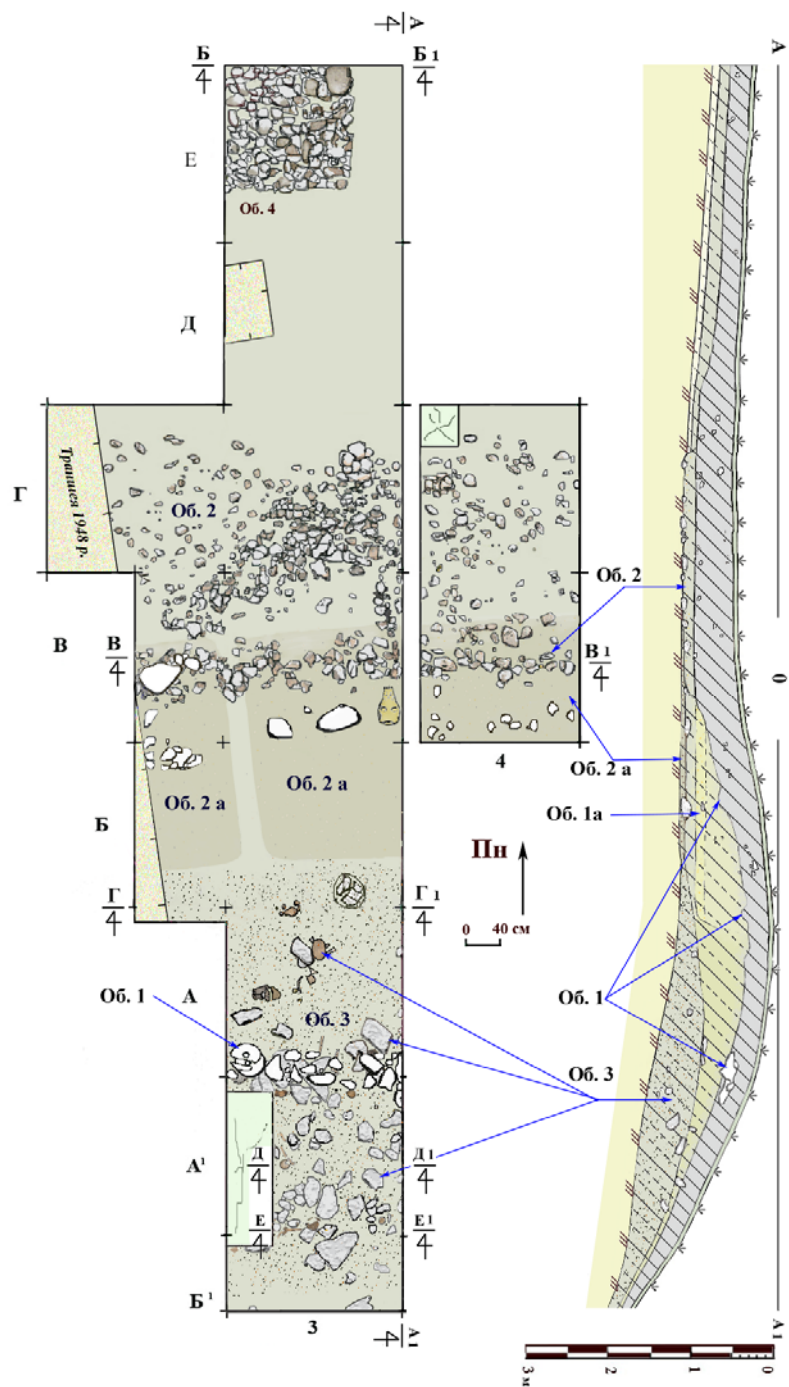 А
4
Б
4
Б 1
4
А
Е
Об. 4
Д
Траншея 1948 р.
Г
Об. 2
Об. 2
В
В
4
В 1
4
0
4
Об. 2 а
Об. 2 а
Об. 2 а
Об. 1а
Б
Пн
Г
4
Г 1
4
0 40 см
Об. 1
А
Об. 3
Об. 1
Об. 3
А¹
Д
4
Д 1
4
Е
4
Е 1
4
Б ¹
3
А1
4
А 1
3 м 2 1 0